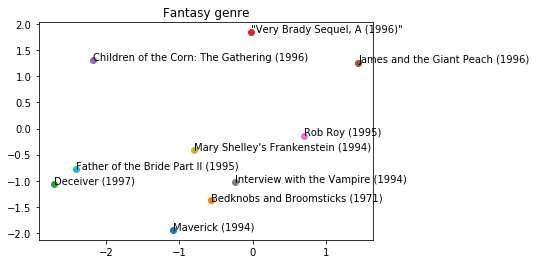 Fantasy genre
2.0
"Very Brady Sequel, A (1996)"
1.5
Children of the Corn: The Gathering (1996)
James and the Giant Peach (1996)
1.0
0.5
0.0
Rob Roy (1995)
Mary Shelley's Frankenstein (1994)
−0.5
Father of the Bride Part II (1995)
−1.0
Deceiver (1997)
Interview with the Vampire (1994)
Bedknobs and Broomsticks (1971)
−1.5
Maverick (1994)
−2.0
−2 −1 0 1